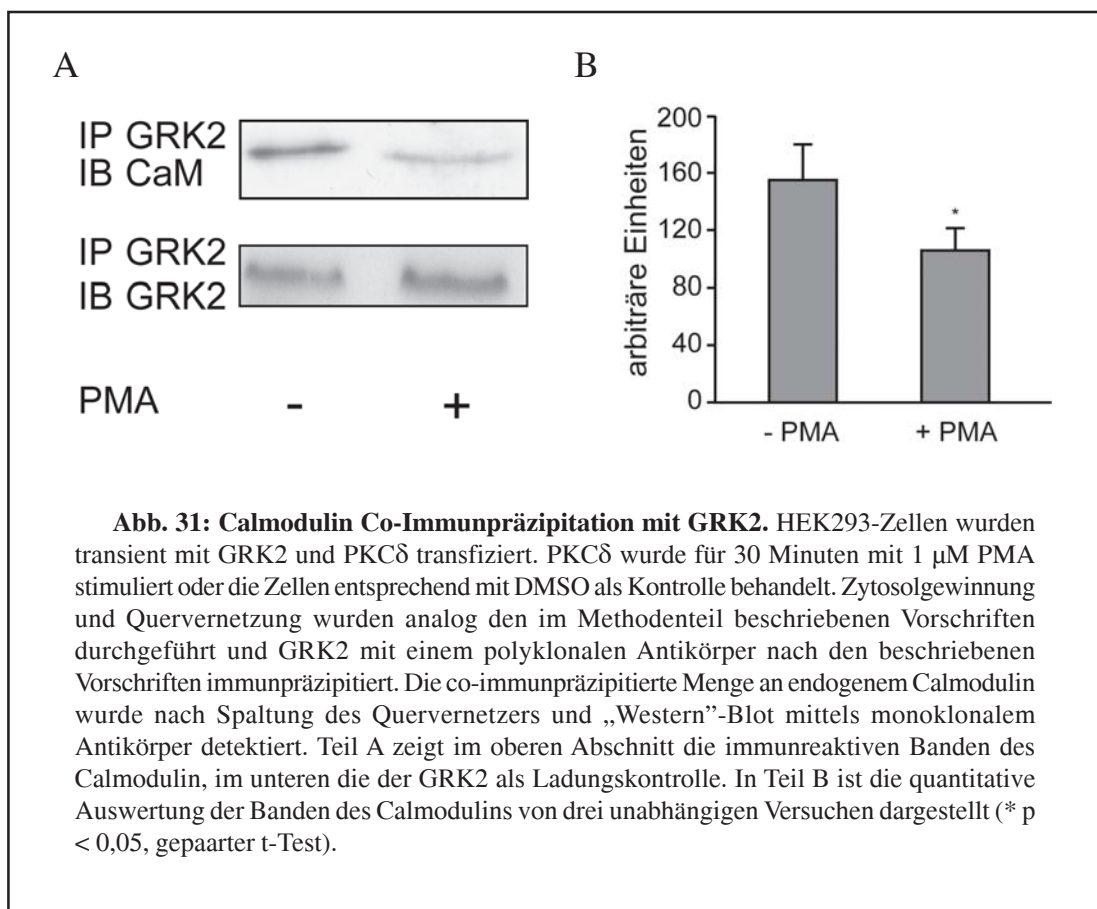 A
IP GRK2
IB CaM
IP GRK2
IB GRK2
PMA - +
B
arbiträre Einheiten
200
160
120
80
40
0
*
- PMA + PMA
Abb. 31: Calmodulin Co-Immunpräzipitation mit GRK2. HEK293-Zellen wurden
transient mit GRK2 und PKCδ transfiziert. PKCδ wurde für 30 Minuten mit 1 µM PMA
stimuliert oder die Zellen entsprechend mit DMSO als Kontrolle behandelt. Zytosolgewinnung
und Quervernetzung wurden analog den im Methodenteil beschriebenen Vorschriften
durchgeführt und GRK2 mit einem polyklonalen Antikörper nach den beschriebenen
Vorschriften immunpräzipitiert. Die co-immunpräzipitierte Menge an endogenem Calmodulin
wurde nach Spaltung des Quervernetzers und „Western”-Blot mittels monoklonalem
Antikörper detektiert. Teil A zeigt im oberen Abschnitt die immunreaktiven Banden des
Calmodulin, im unteren die der GRK2 als Ladungskontrolle. In Teil B ist die quantitative
Auswertung der Banden des Calmodulins von drei unabhängigen Versuchen dargestellt (* p
< 0,05, gepaarter t-Test).